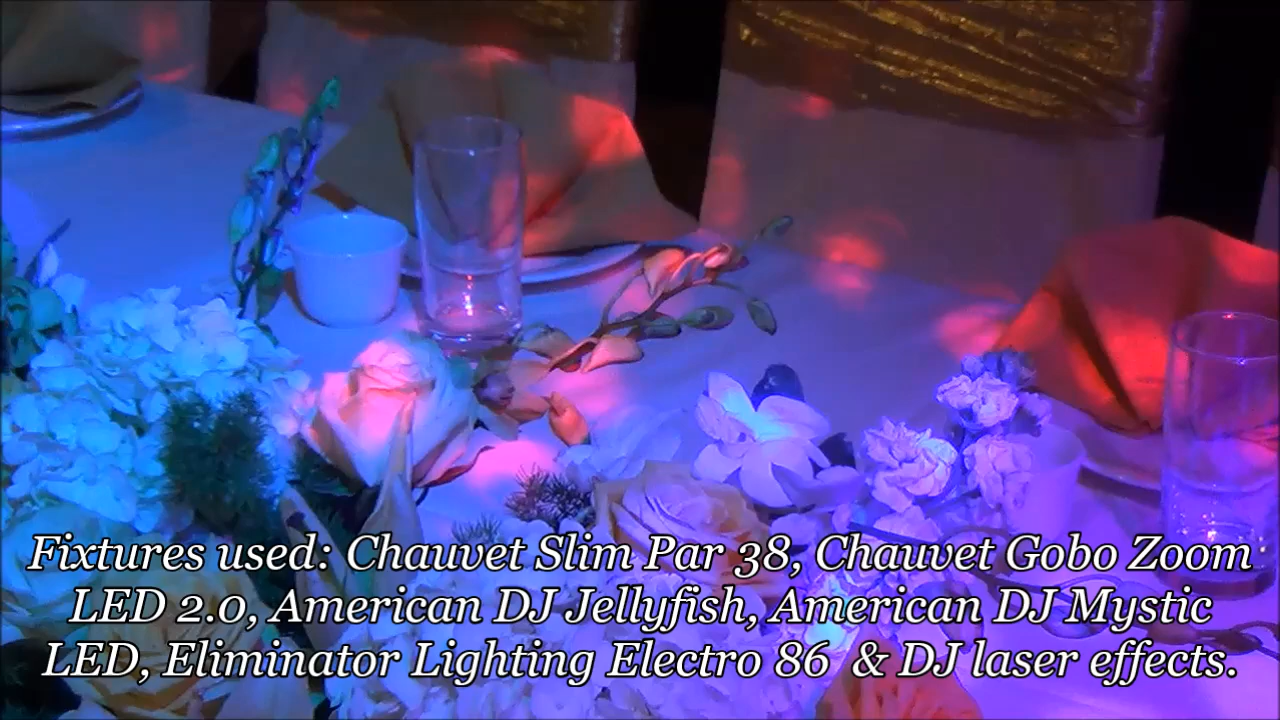 Fixtures used: Chauvet Slim Par 38, Chauvet Gobo Zoom
LED 2.0, American DJ Jellyfish, American DJ Mystic
LED, Eliminator Lighting Electro 86 & DJ laser effects.